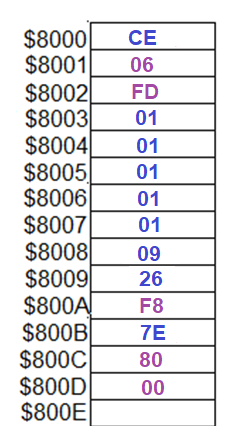 $8000 CE
$8001 06
$8002 FD
$8003 01
$8004 01
$8005 01
$8006 01
$8007 01
$8008 09
$8009 26
$800A F8
$800B 7E
$800C 80
$800D 00
$800E